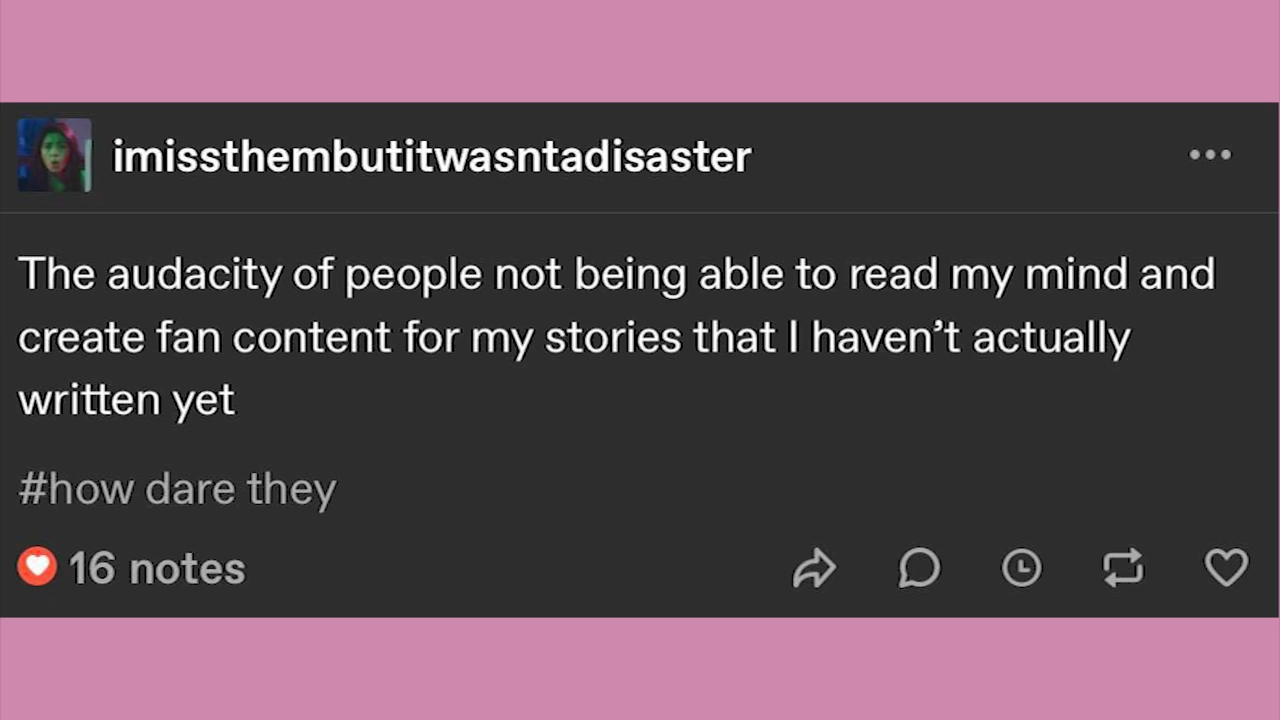 imissthembutitwasntadisaster
The audacity of people not being able to read my mind and
create fan content for my stories that I haven’t actually
written yet
#how dare they
16 notes